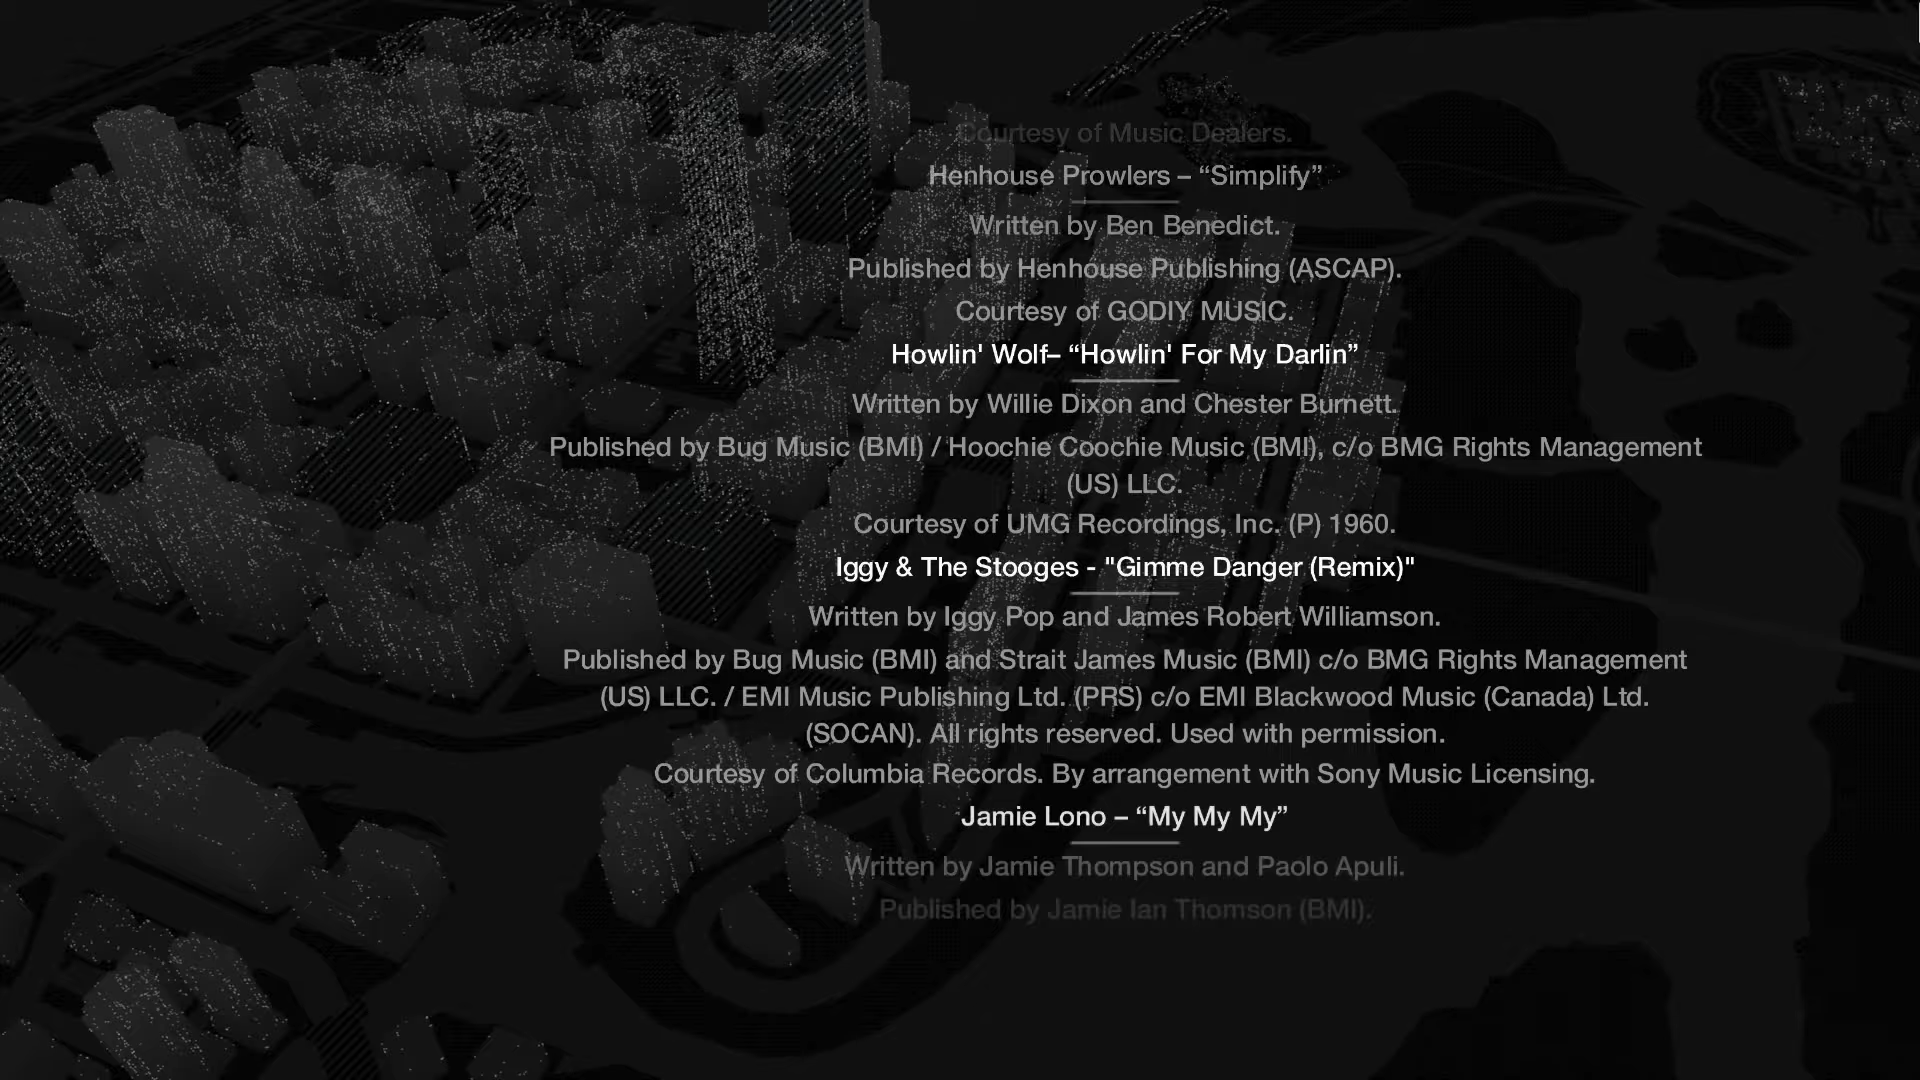 Courtesy of Music Dealers.
Henhouse Prowlers – “Simplify”
Written by Ben Benedict.
Published by Henhouse Publishing (ASCAP).
Courtesy of GODIY MUSIC.
Howlin' Wolf– “Howlin' For My Darlin”
Written by Willie Dixon and Chester Burnett.
Published by Bug Music (BMI) / Hoochie Coochie Music (BMI), c/o BMG Rights Management
(US) LLC.
Courtesy of UMG Recordings, Inc. (P) 1960.
Iggy & The Stooges - "Gimme Danger (Remix)"
Written by Iggy Pop and James Robert Williamson.
Published by Bug Music (BMI) and Strait James Music (BMI) c/o BMG Rights Management
(US) LLC. / EMI Music Publishing Ltd. (PRS) c/o EMI Blackwood Music (Canada) Ltd.
(SOCAN). All rights reserved. Used with permission.
Courtesy of Columbia Records. By arrangement with Sony Music Licensing.
Jamie Lono – “My My My”
Written by Jamie Thompson and Paolo Apuli.
Published by Jamie Ian Thomson (BMI).